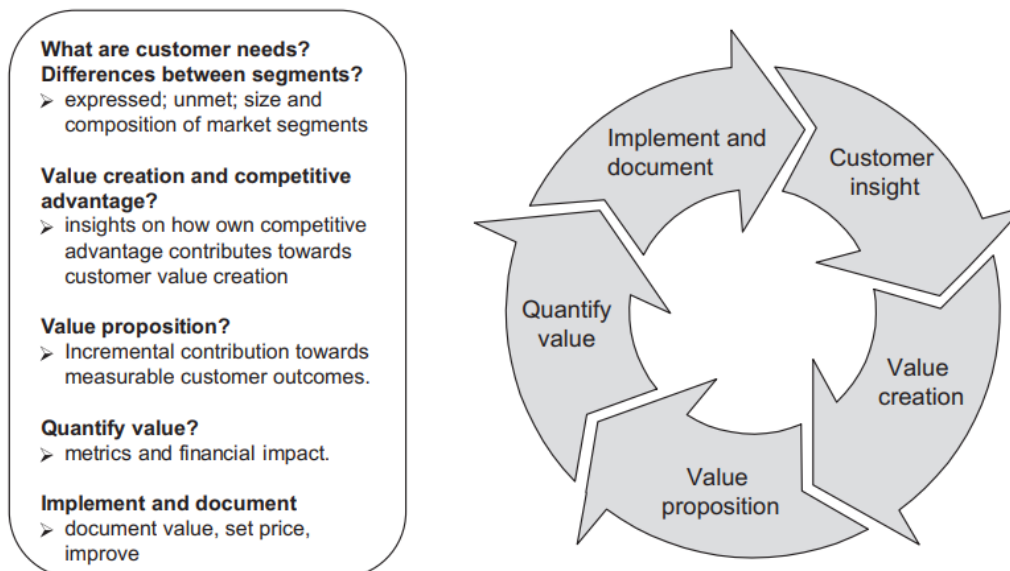 What are customer needs?
Differences between segments?
➢ expressed; unmet; size and
composition of market segments
Value creation and competitive
advantage?
➢ insights on how own competitive
advantage contributes towards
customer value creation
Value proposition?
➢ Incremental contribution towards
measurable customer outcomes.
Quantify value?
➢ metrics and financial impact.
Implement and document
➢ document value, set price,
improve
Implement and
document
Customer
insight
Quantify
value
Value
creation
Value
proposition